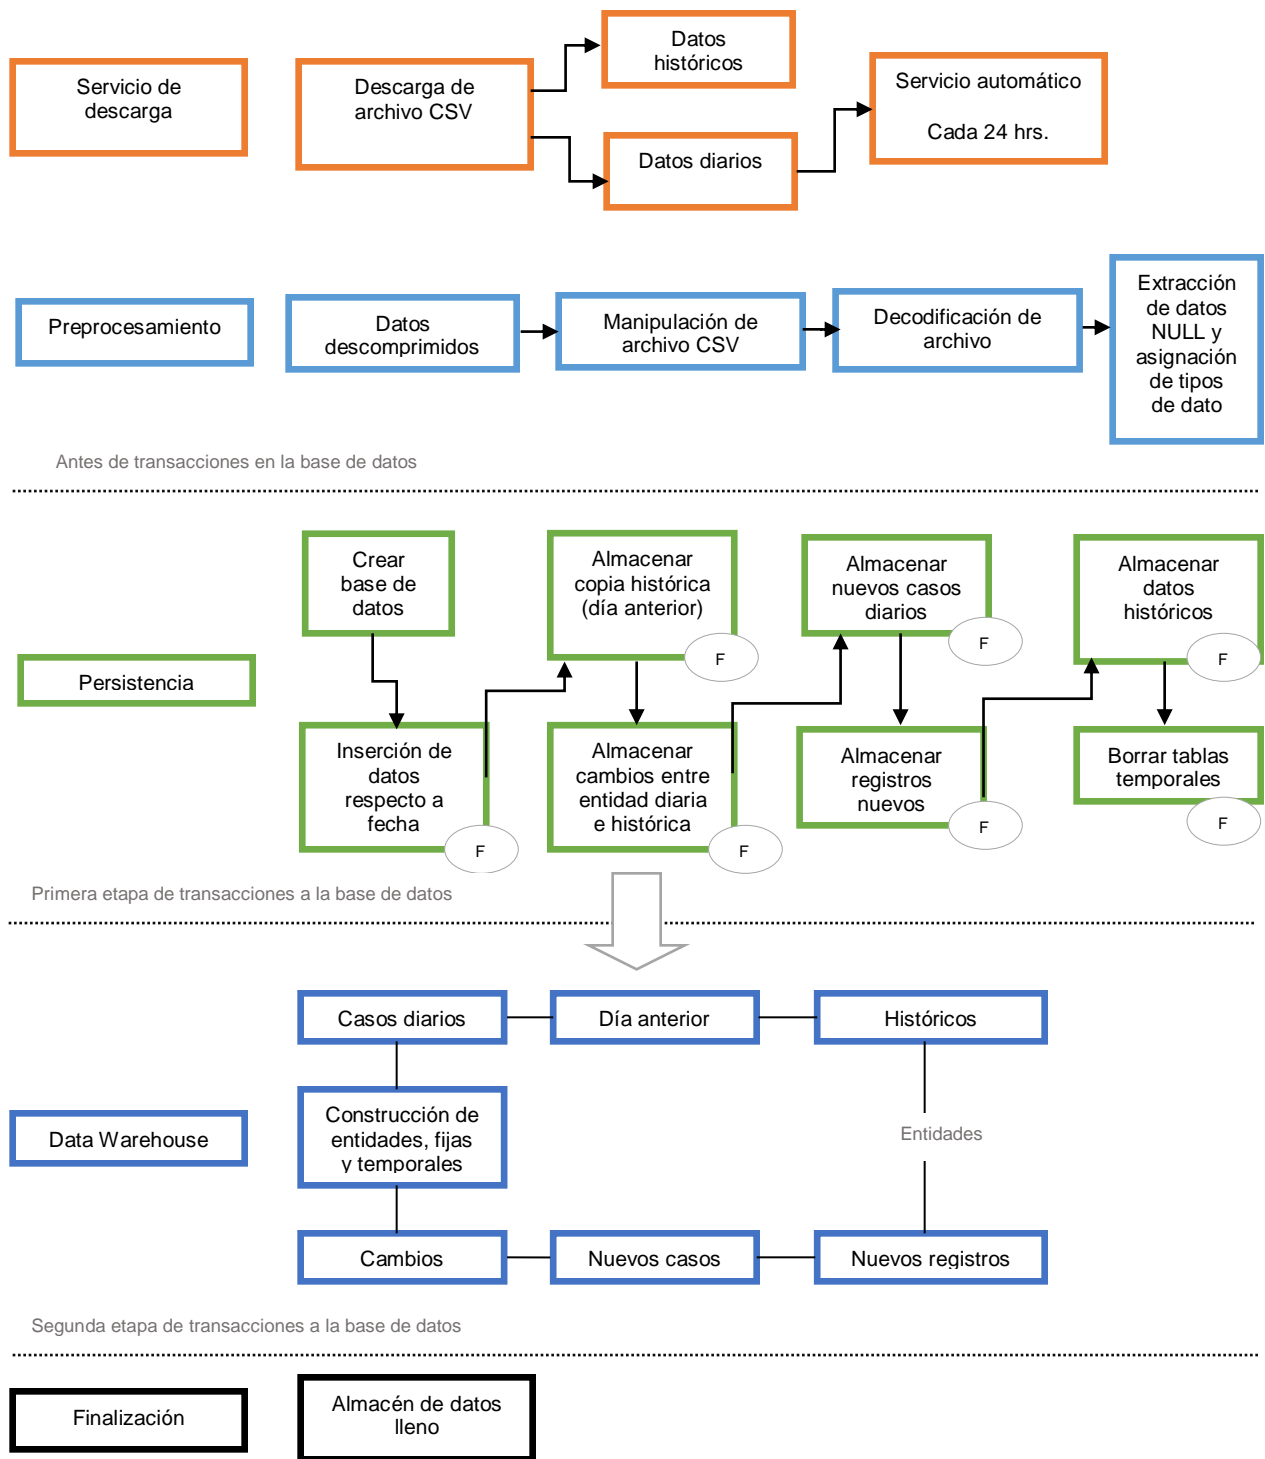 Servicio de
descarga
Descarga de
archivo CSV
Datos
históricos
Datos diarios
Servicio automático
Cada 24 hrs.
Preprocesamiento
Datos
descomprimidos
Manipulación de
archivo CSV
Decodificación de
archivo
Extracción
de datos
NULL y
asignación
de tipos
de dato
Antes de transacciones en la base de datos
Persistencia
Crear
base de
datos
Inserción de
datos
respecto a
fecha
F
Almacenar
copia histórica
(día anterior)
F
Almacenar
cambios entre
entidad diaria
e histórica
F
Almacenar
nuevos casos
diarios
F
Almacenar
registros
nuevos
F
Almacenar
datos
históricos
F
Borrar tablas
temporales
F
Primera etapa de transacciones a la base de datos
Data Warehouse
Casos diarios
Día anterior
Históricos
Construcción de
entidades, fijas
y temporales
Entidades
Cambios
Nuevos casos
Nuevos registros
Segunda etapa de transacciones a la base de datos
Finalización
Almacén de datos
lleno